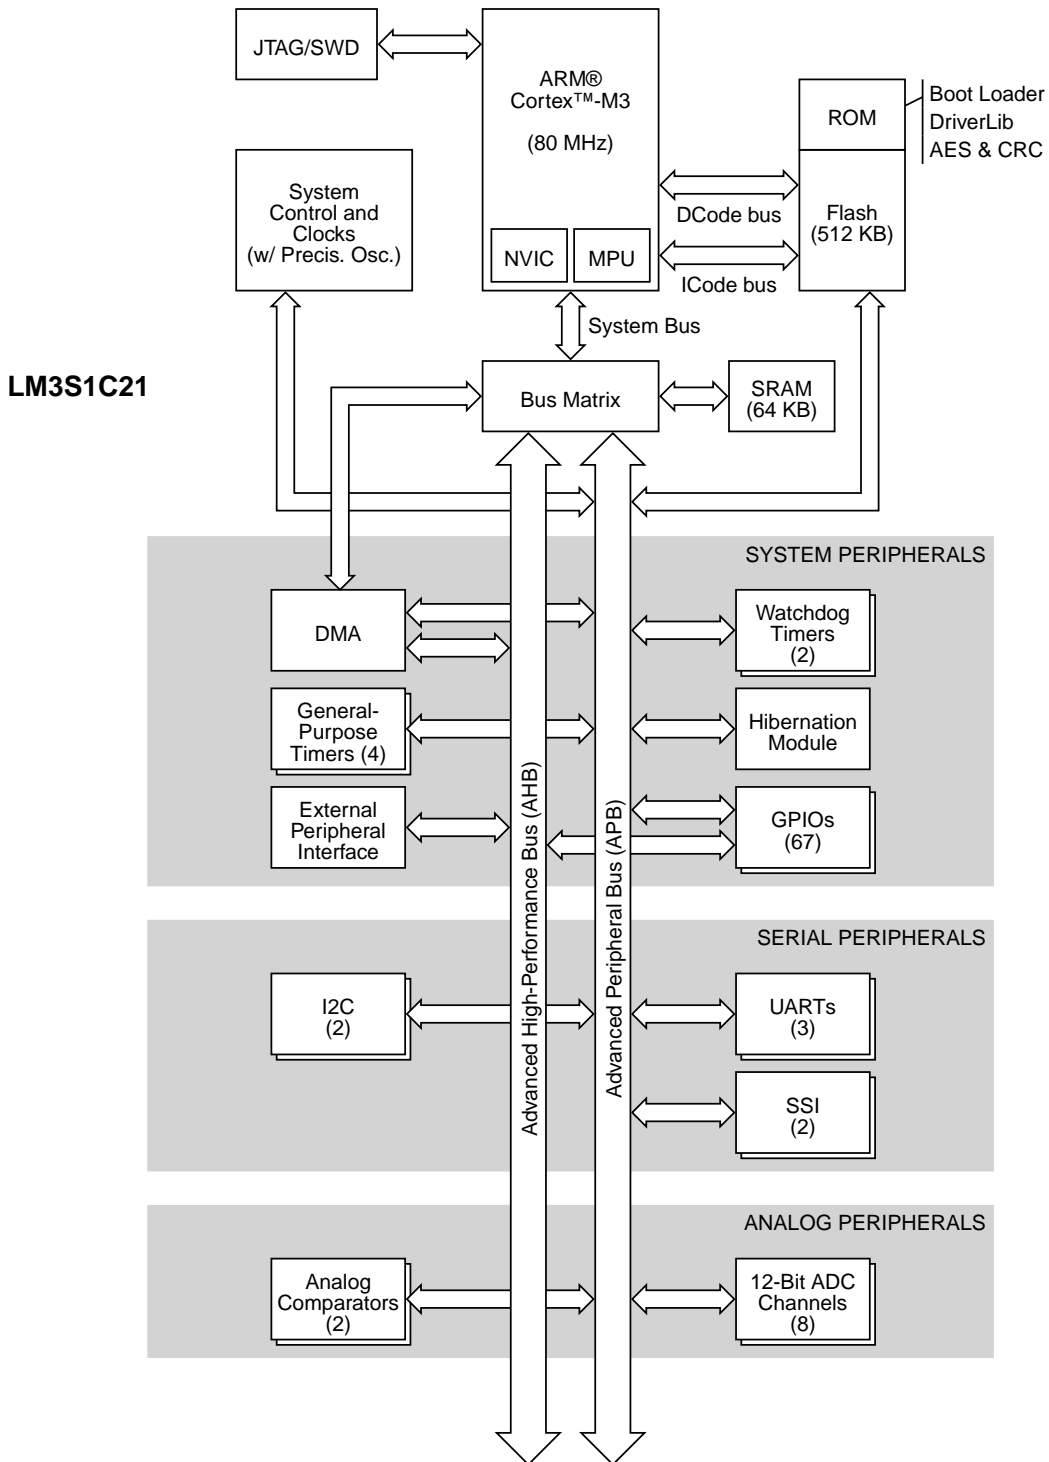 JTAG/SWD
ARM®
Cortex™-M3
(80 MHz)
NVIC
MPU
ROM
Boot Loader
DriverLib
AES & CRC
Flash
(512 KB)
DCode bus
ICode bus
System
Control and
Clocks
(w/ Precis. Osc.)
System Bus
LM3S1C21
Bus Matrix
SRAM
(64 KB)
SYSTEM PERIPHERALS
DMA
Watchdog
Timers
(2)
General-
Purpose
Timers (4)
Hibernation
Module
External
Peripheral
Interface
GPIOs
(67)
Advanced High-Performance Bus (AHB)
Advanced Peripheral Bus (APB)
SERIAL PERIPHERALS
I2C
(2)
UARTs
(3)
SSI
(2)
ANALOG PERIPHERALS
Analog
Comparators
(2)
12-Bit ADC
Channels
(8)